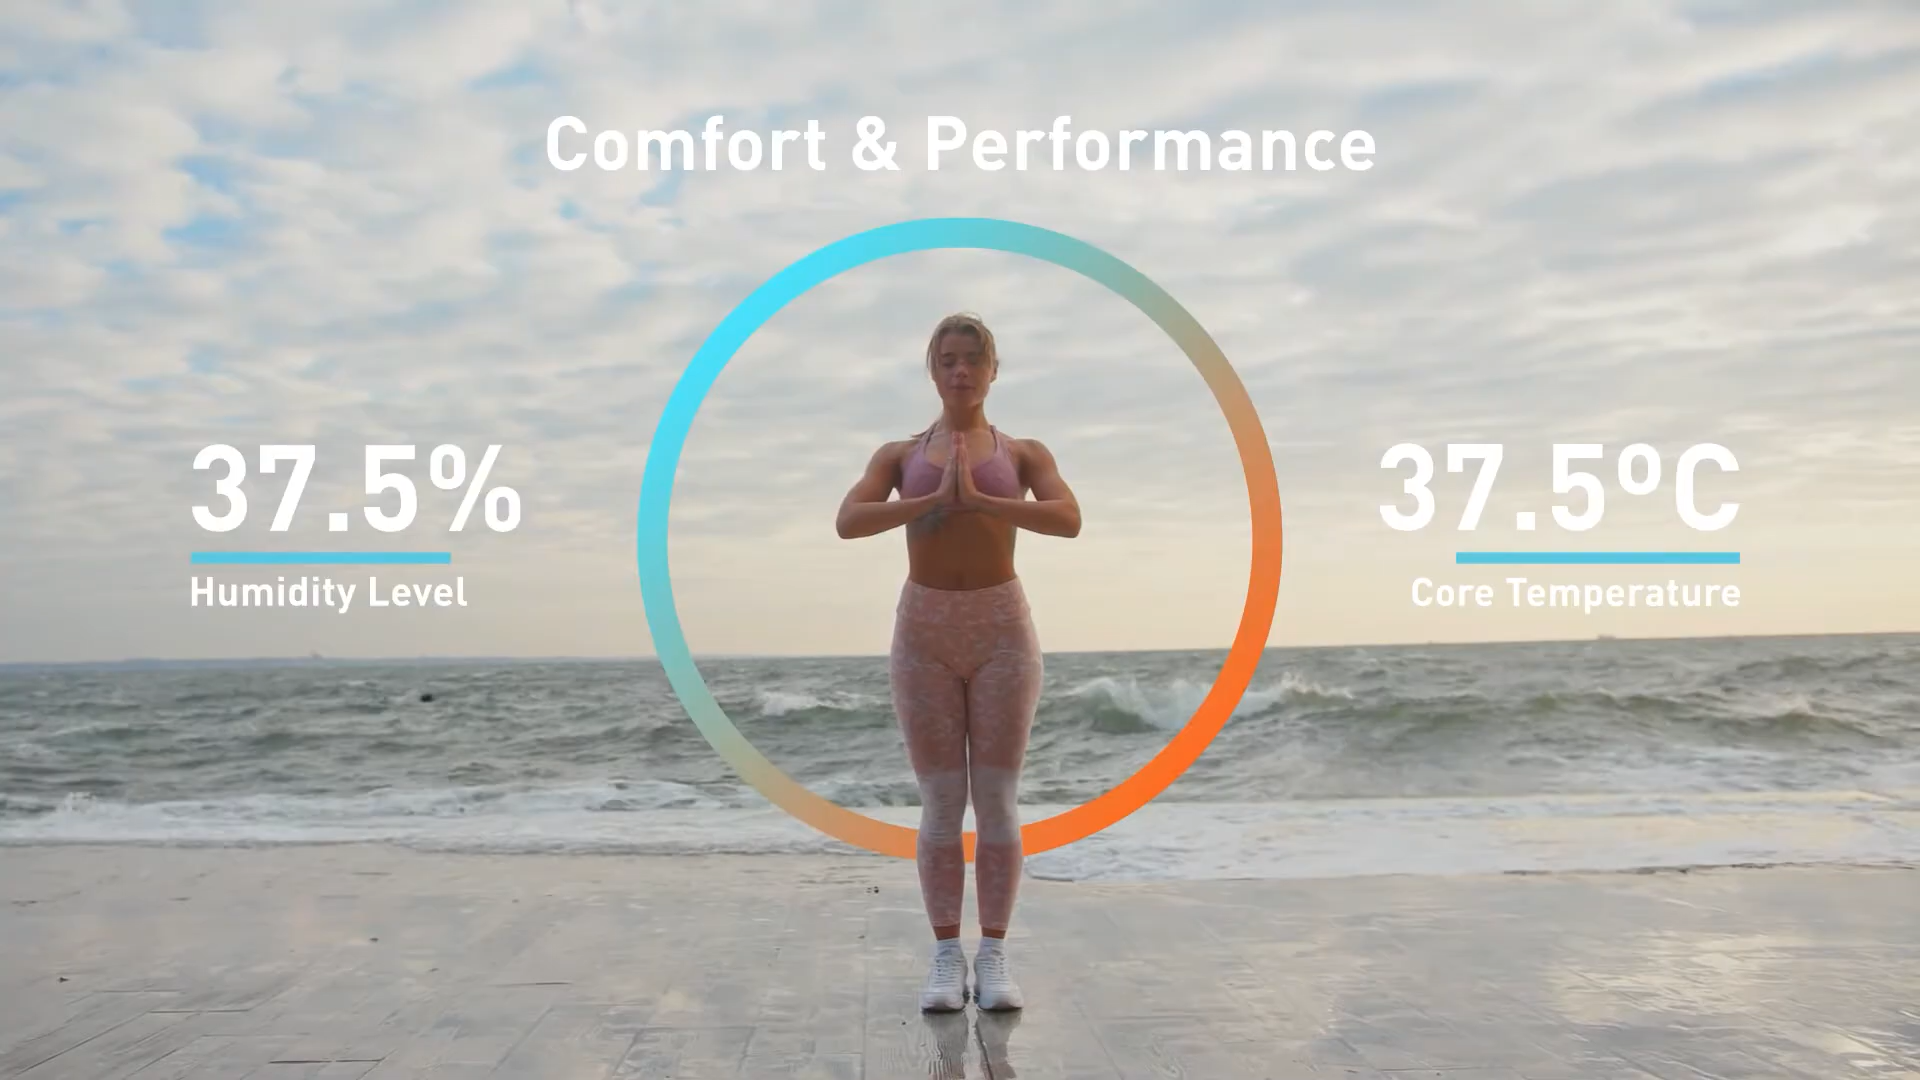 Comfort & Performance
37.5%
Humidity Level
37.5ºC
Core Temperature